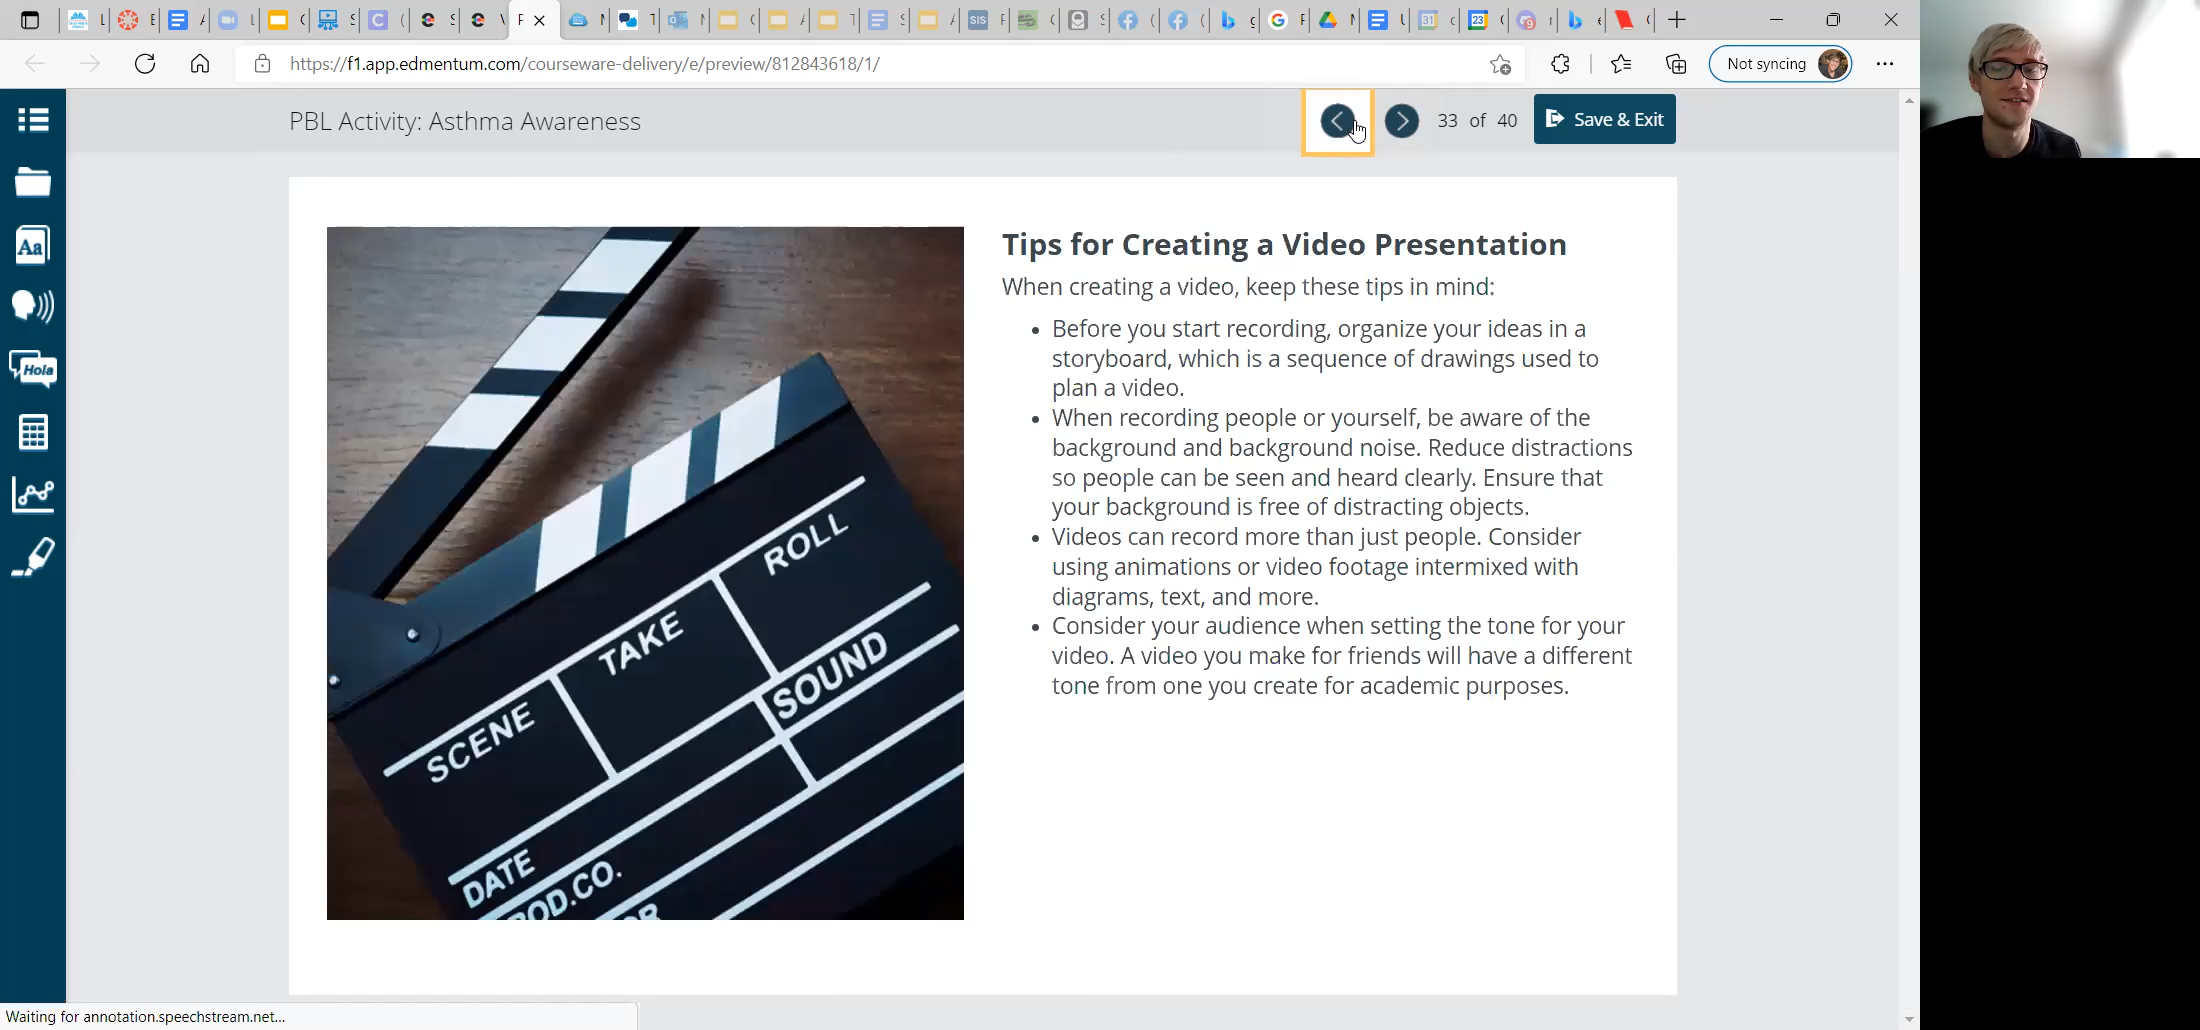 https://f1.app.edmentum.com/courseware-delivery/e/preview/812843618/1/
Not syncing
PBL Activity: Asthma Awareness
33 of 40
Save & Exit
Aa
Hola
SCENE
TAKE
ROLL
SOUND
DATE
Tips for Creating a Video Presentation
When creating a video, keep these tips in mind:
• Before you start recording, organize your ideas in a
storyboard, which is a sequence of drawings used to
plan a video.
• When recording people or yourself, be aware of the
background and background noise. Reduce distractions
so people can be seen and heard clearly. Ensure that
your background is free of distracting objects.
• Videos can record more than just people. Consider
using animations or video footage intermixed with
diagrams, text, and more.
• Consider your audience when setting the tone for your
video. A video you make for friends will have a different
tone from one you create for academic purposes.
Waiting for annotation.speechstream.net...